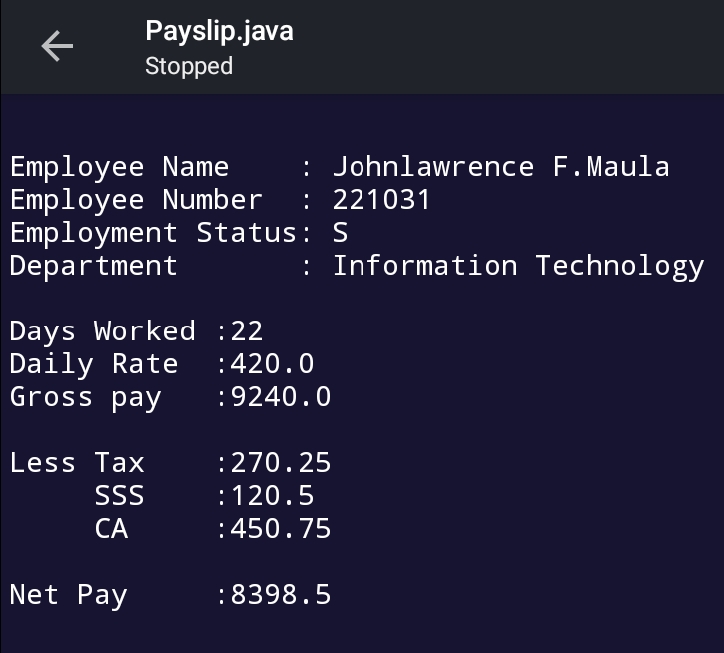 Payslip.java
Stopped
Employee Name    : Johnlawrence F.Maula
Employee Number  : 221031
Employment Status: S
Department       : Information Technology
Days Worked :22
Daily Rate  :420.0
Gross pay   :9240.0
Less Tax    :270.25
     SSS    :120.5
     CA     :450.75
Net Pay     :8398.5